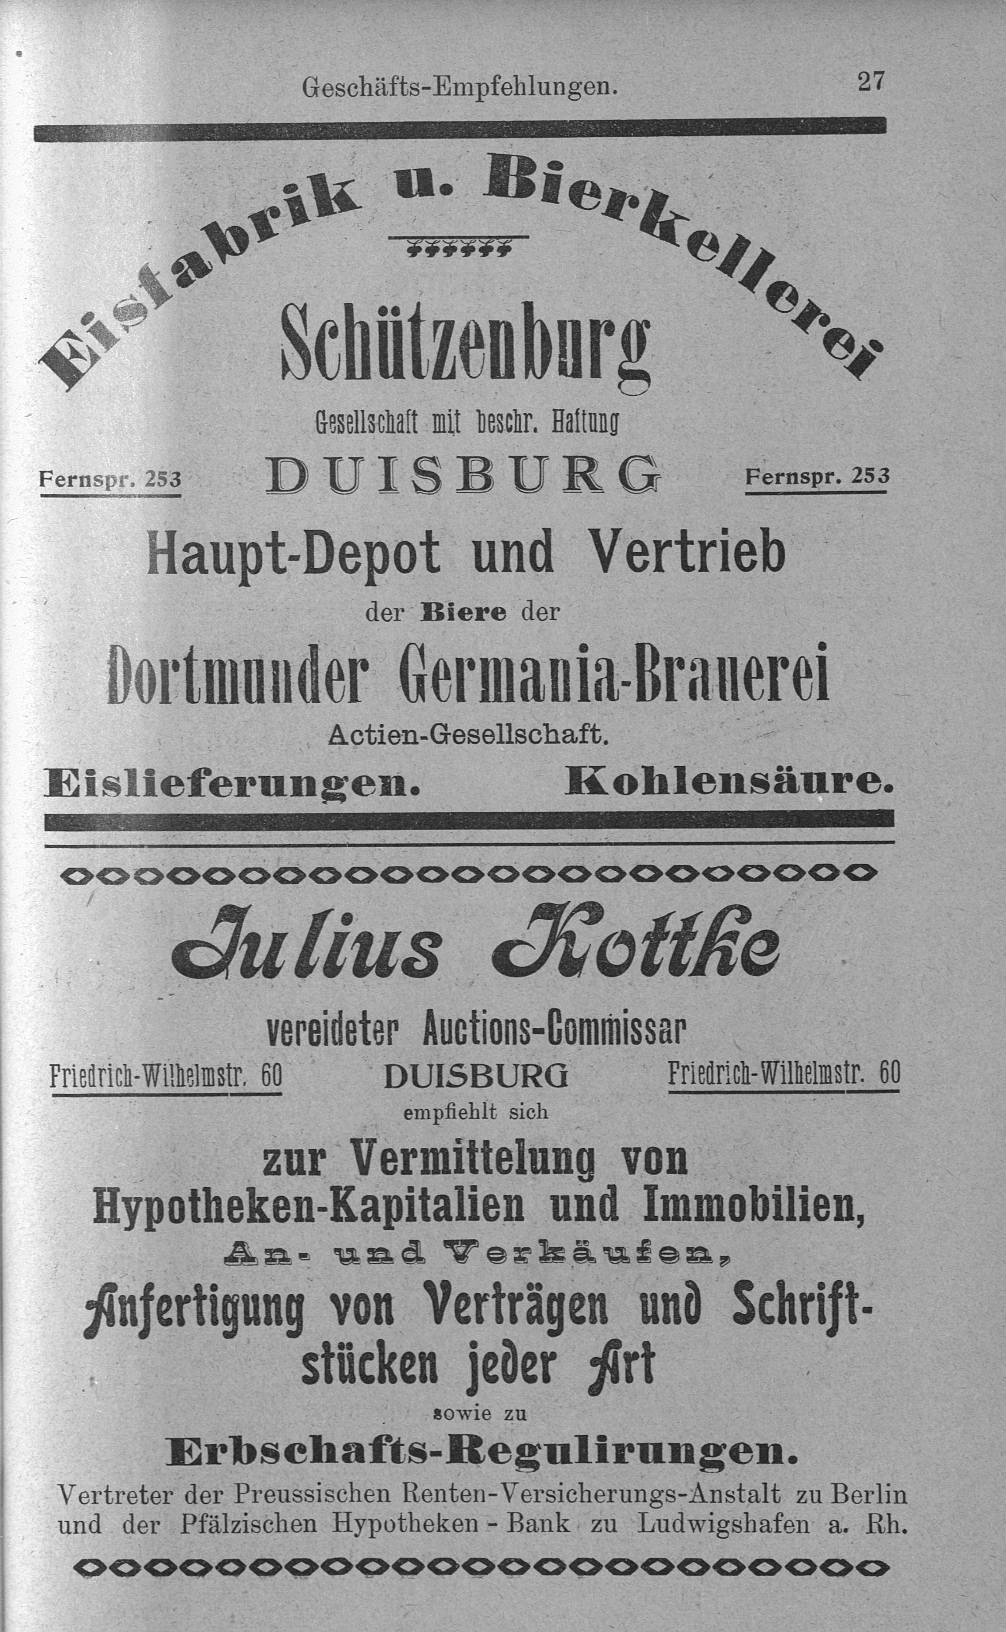 Geschäfts-Empfehlungen. 27
Eisfabrik u. Bierkellerei
Schützenburg
Gesellschaft mit beschr. Haftung
Fernspr. 253 DUISBURG Fernspr. 253
Haupt-Depot und Vertrieb
der Biere der
Dortmunder Germania-Brauerei
Actien-Gesellschaft.
Eislieferungen. Kohlensäure.
Julius Kottke
vereideter Auctions-Commissar
Friedrich-Wilhelmstr. 60 DUISBURG Friedrich-Wilhelmstr. 60
empfiehlt sich
zur Vermittelung von
Hypotheken-Kapitalien und Immobilien,
An- und Verkäufen,
Anfertigung von Verträgen und Schrift-
stücken jeder Art
sowie zu
Erbschafts-Regulirungen.
Vertreter der Preussischen Renten-Versicherungs-Anstalt zu Berlin
und der Pfälzischen Hypotheken - Bank zu Ludwigshafen a. Rh.